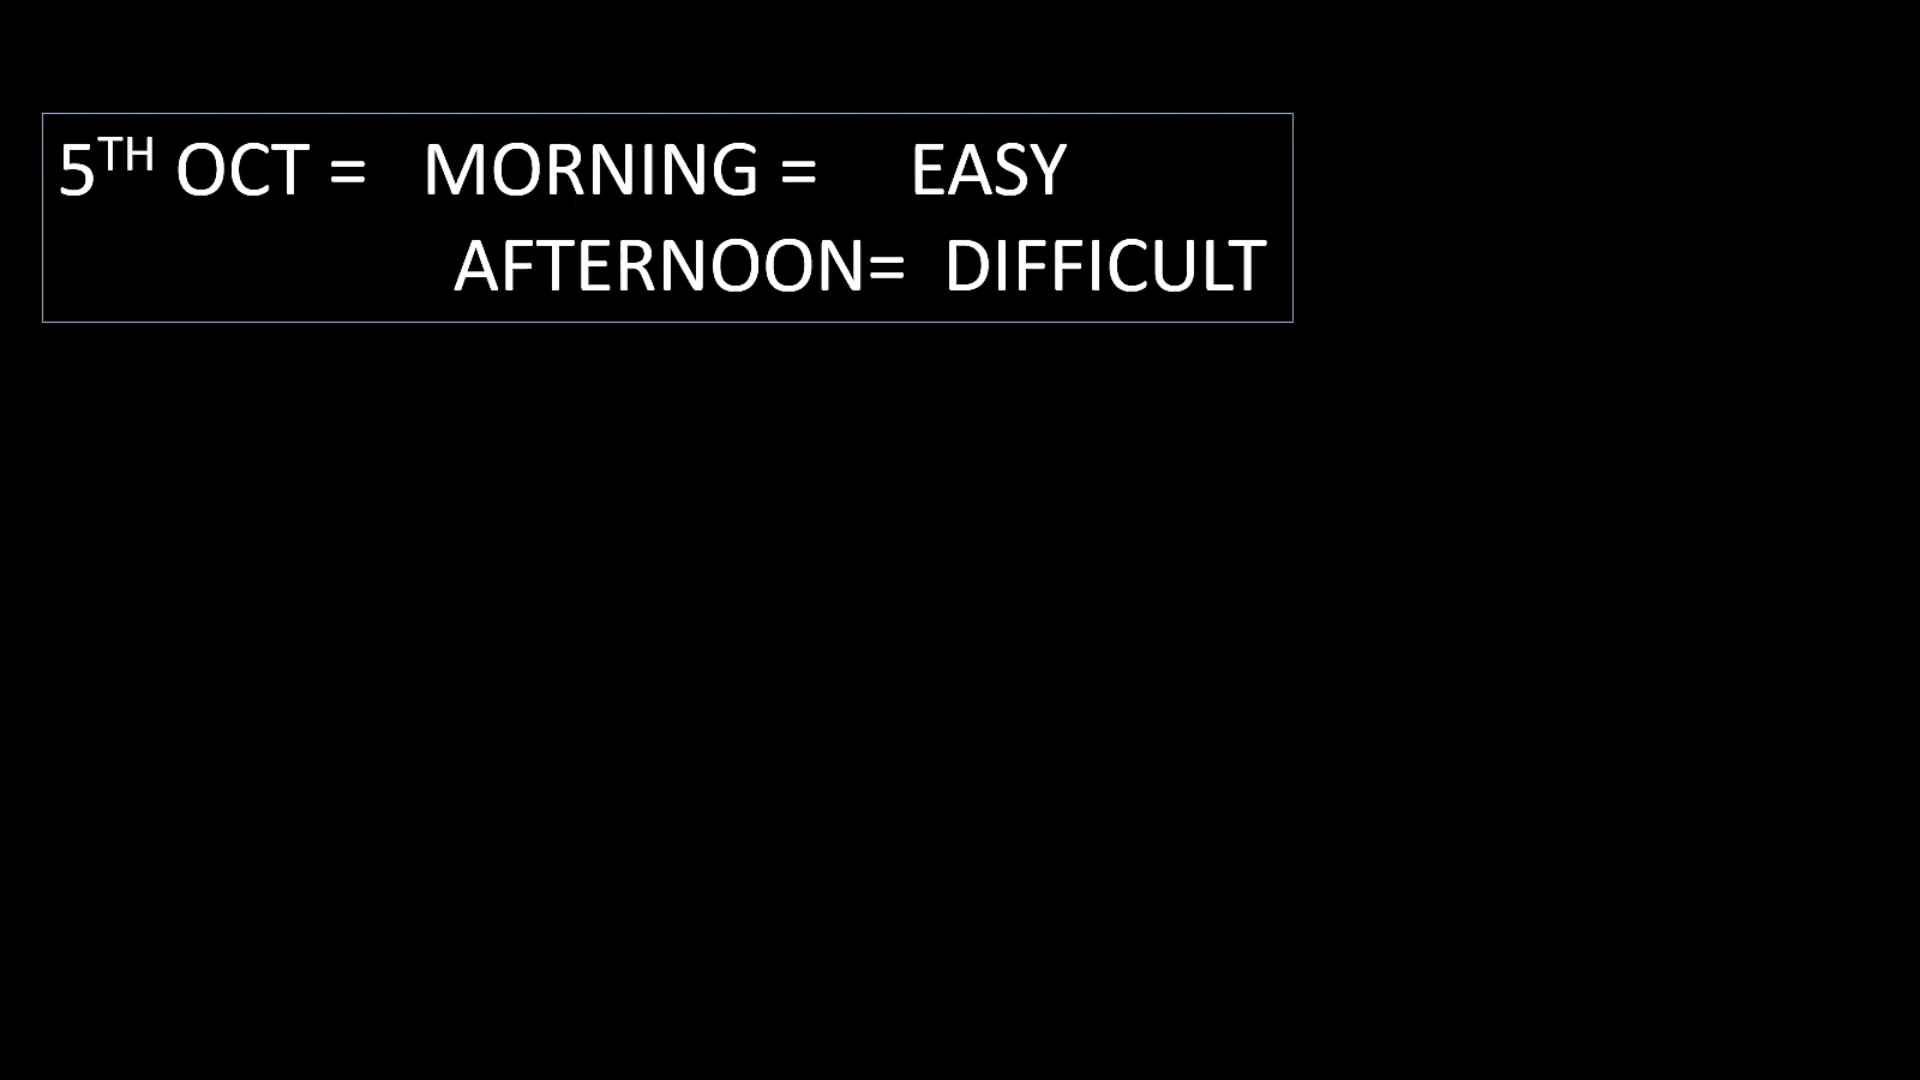 5TH OCT = MORNING = EASY
AFTERNOON= DIFFICULT